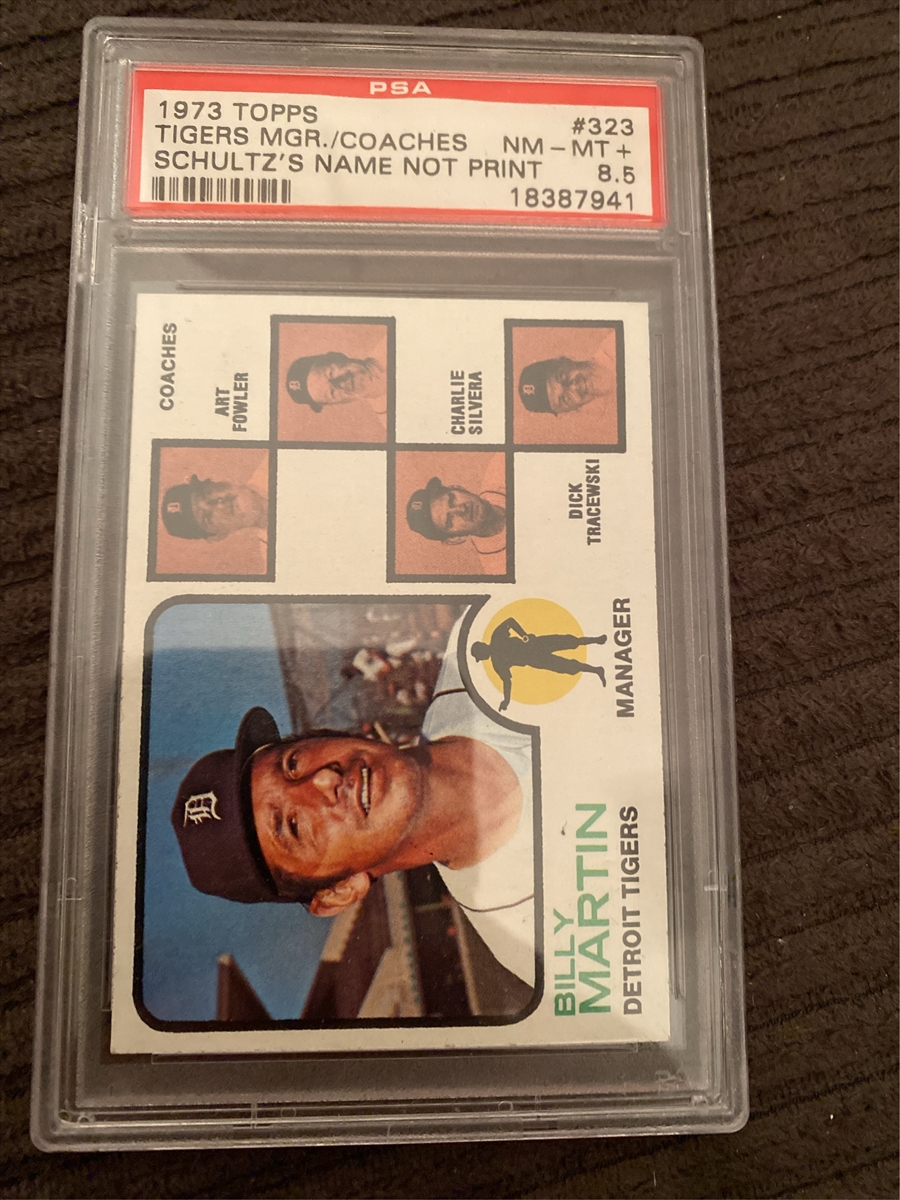 PSA
1973 TOPPS
#323
TIGERS MGR./COACHES
NM - MT +
SCHULTZ'S NAME NOT PRINT
8.5
18387941
COACHES
ART
FOWLER
CHARLIE
SILVERA
DICK
TRACEWSKI
D
BILLY
MARTIN
DETROIT TIGERS
MANAGER